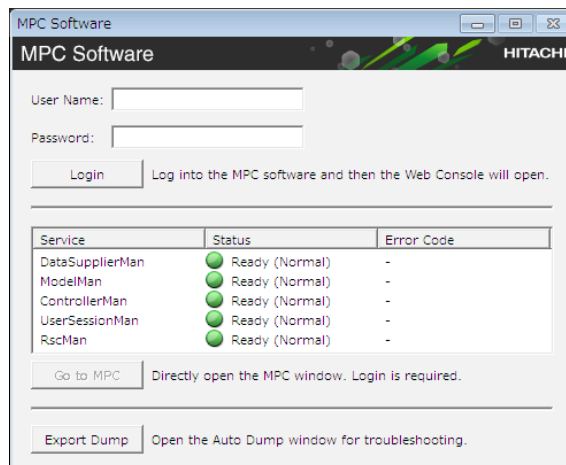 MPC Software
MPC Software HITACHI
User Name:
Password:
Login Log into the MPC software and then the Web Console will open.
Service Status Error Code
DataSupplierMan Ready (Normal) -
ModelMan Ready (Normal) -
ControllerMan Ready (Normal) -
UserSessionMan Ready (Normal) -
RscMan Ready (Normal) -
Go to MPC Directly open the MPC window. Login is required.
Export Dump Open the Auto Dump window for troubleshooting.